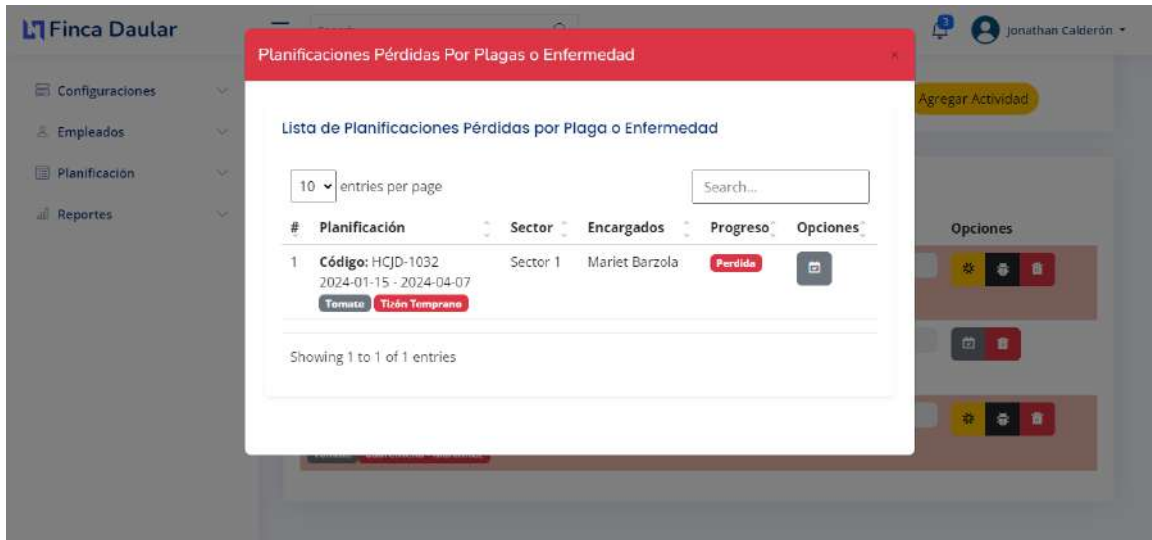 Finca Daular
3
Jonathan Calderón
Planificaciones Pérdidas Por Plagas o Enfermedad
×
Configuraciones
Agregar Actividad
Empleados
Lista de Planificaciones Pérdidas por Plaga o Enfermedad
Planificación
10 entries per page
Search...
Reportes
# Planificación Sector Encargados Progreso Opciones
Opciones
1 Código: HCJD-1032 Sector 1 Mariet Barzola Perdida
2024-01-15 - 2024-04-07
Tomate Tizón Temprano
Showing 1 to 1 of 1 entries